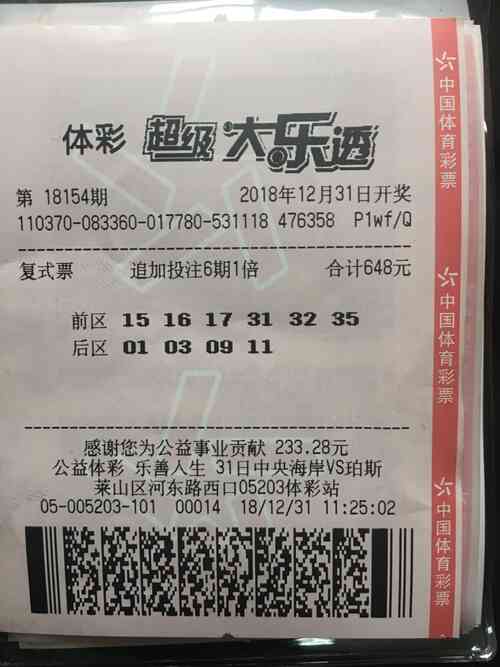 体彩 超级大乐透
第 18154期 2018年12月31日开奖
110370-083360-017780-531118 476358 P1wf/Q
复式票 追加投注6期1倍 合计648元
前区 15 16 17 31 32 35
后区 01 03 09 11
感谢您为公益事业贡献 233.28元
公益体彩 乐善人生 31日中央海岸VS珀斯
莱山区河东路西口05203体彩站
05-005203-101 00014 18/12/31 11:25:02
中国体育彩票
中国体育彩票
中国体育彩票